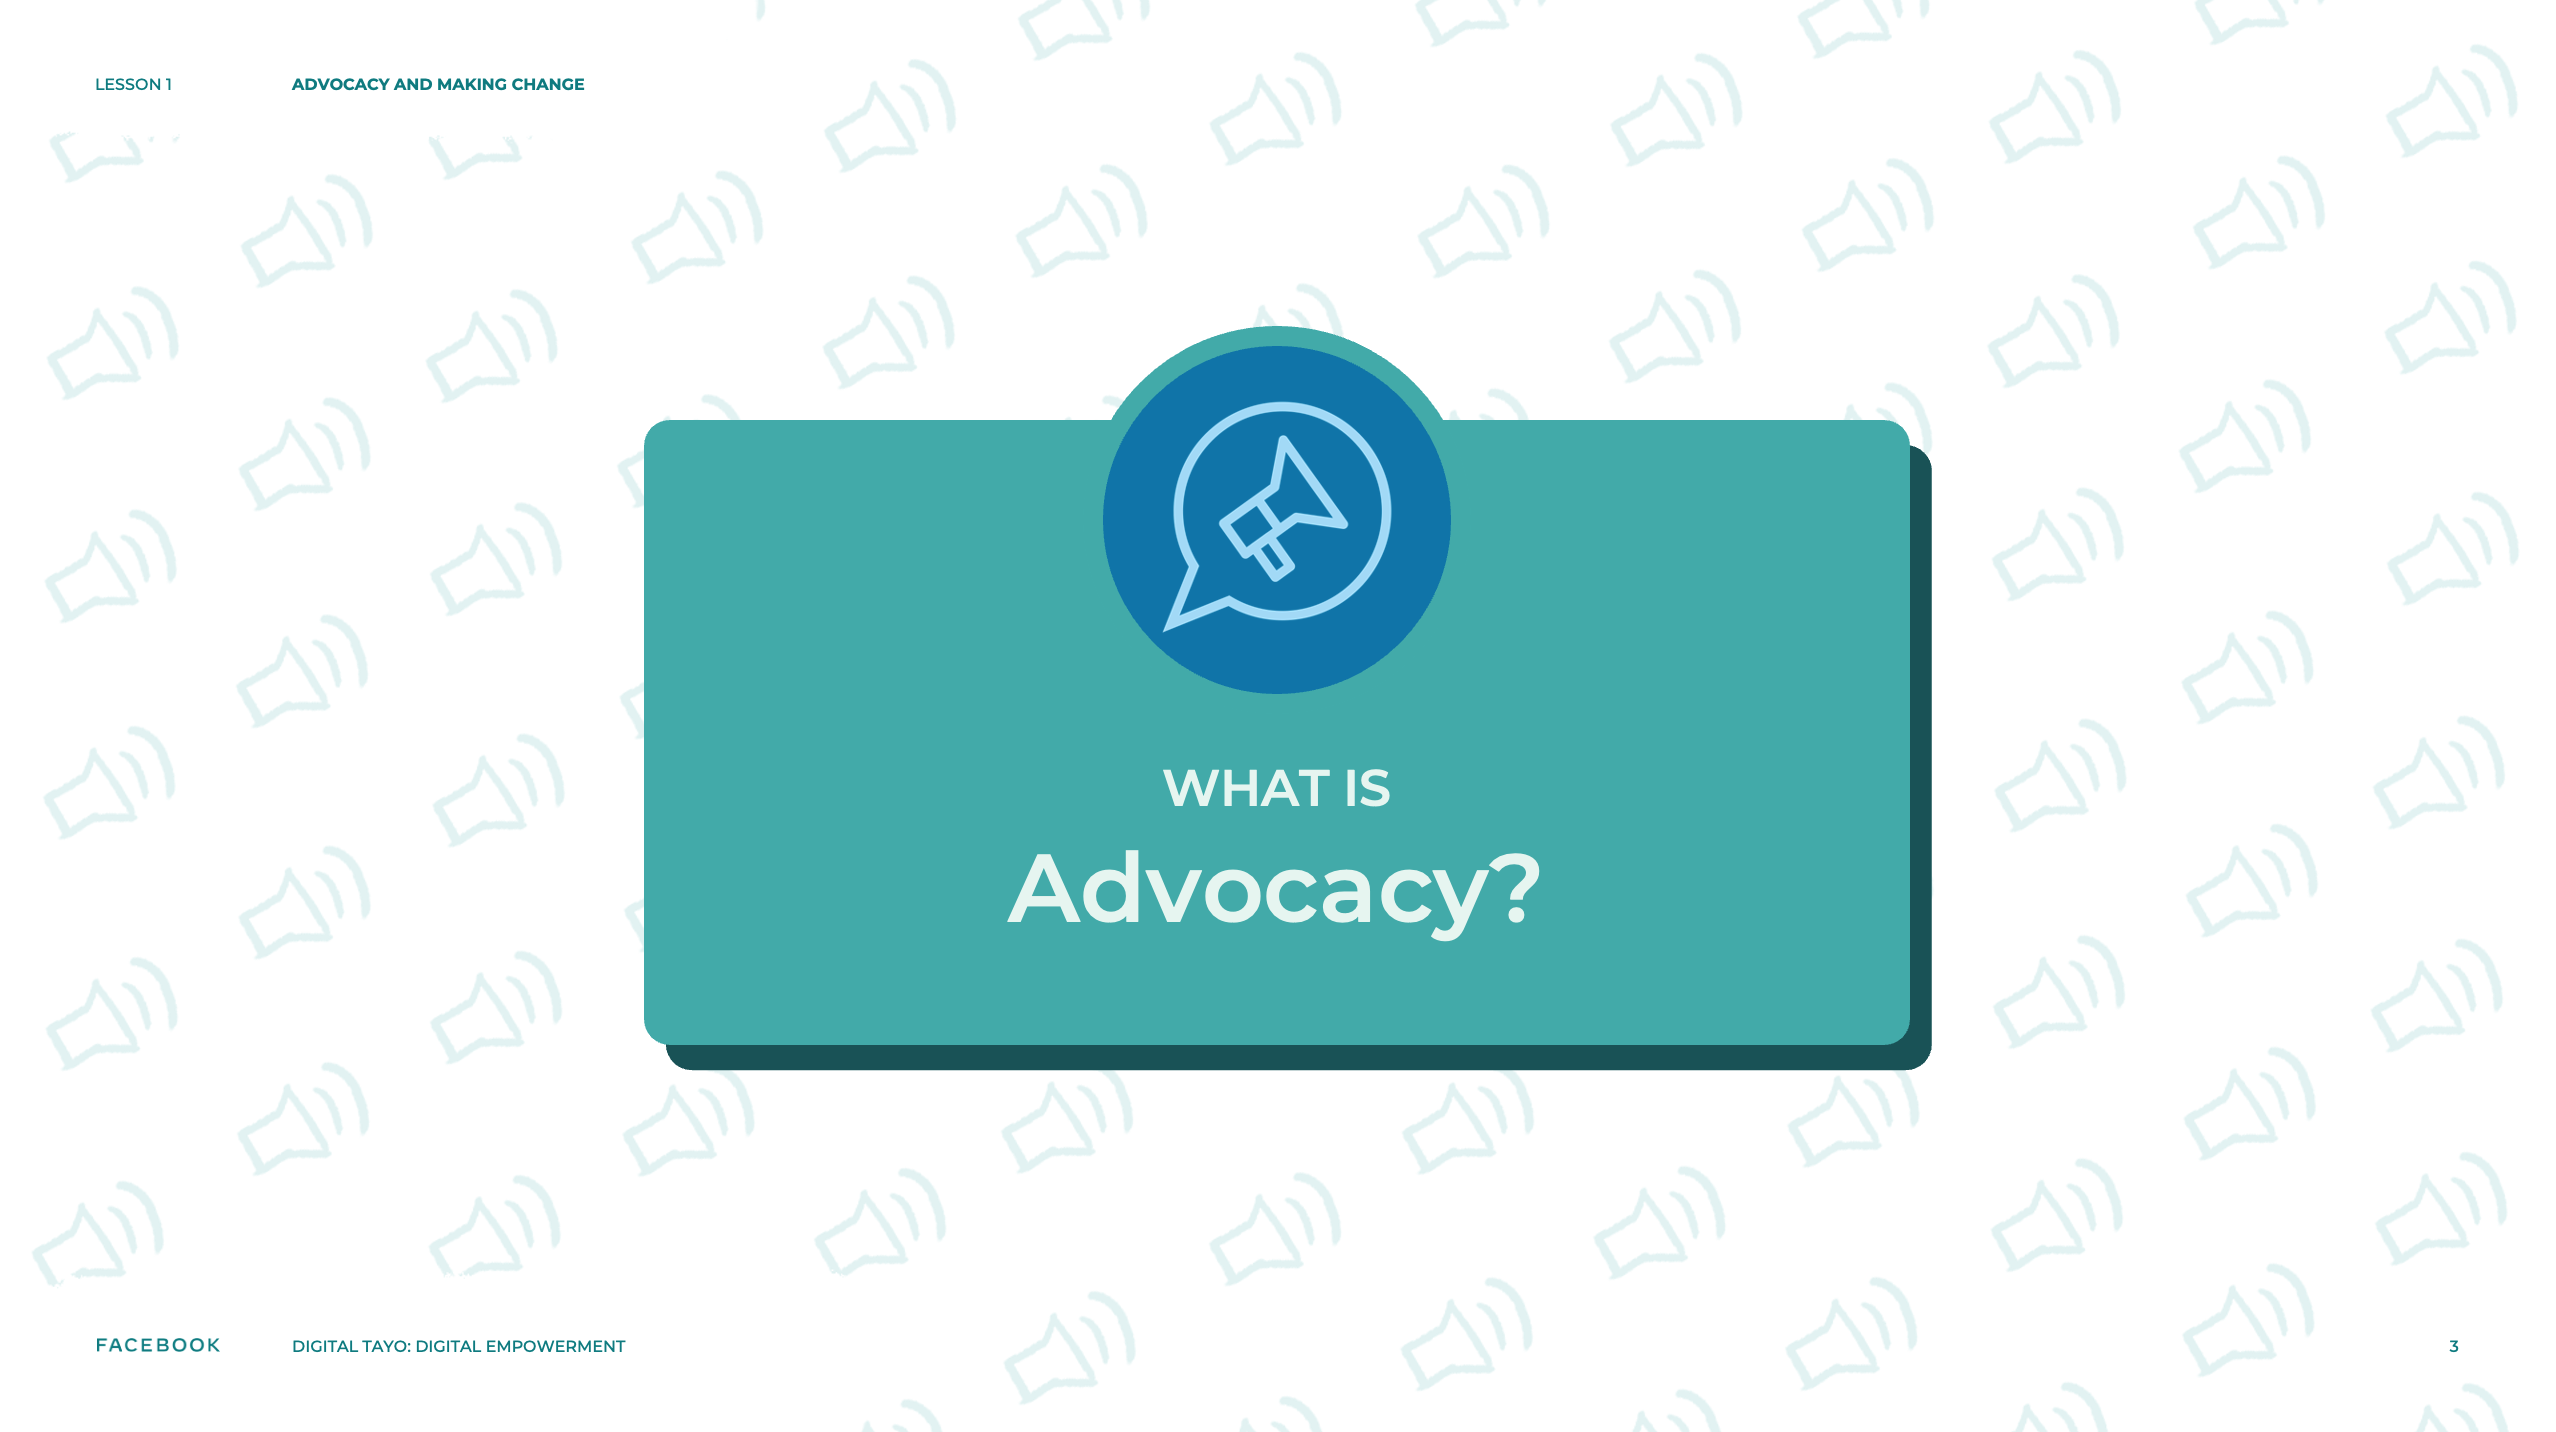 LESSON 1 ADVOCACY AND MAKING CHANGE
WHAT IS
Advocacy?
FACEBOOK DIGITAL TAYO: DIGITAL EMPOWERMENT 3